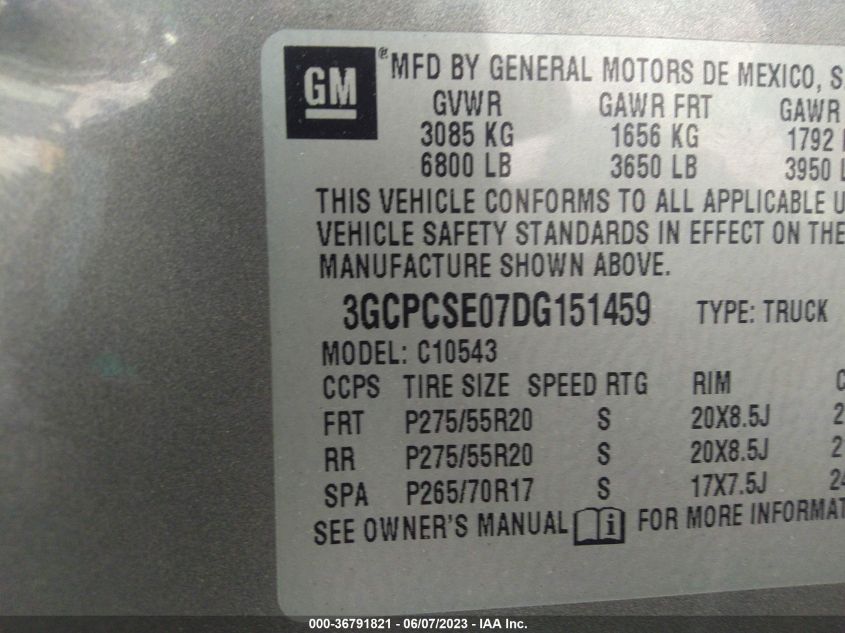 GM
® MFD BY GENERAL MOTORS DE MEXICO,
GVWR GAWR FRT GAWR
3085 KG 1656 KG 1792
6800 LB 3650 LB 3950
THIS VEHICLE CONFORMS TO ALL APPLICABLE
VEHICLE SAFETY STANDARDS IN EFFECT ON THE
MANUFACTURE SHOWN ABOVE.
3GCPCSE07DG151459 TYPE: TRUCK
MODEL: C10543
CCPS TIRE SIZE SPEED RTG RIM
FRT P275/55R20 S 20X8.5J
RR P275/55R20 S 20X8.5J
SPA P265/70R17 S 17X7.5J
SEE OWNER'S MANUAL i FOR MORE
000-36791821 - 06/07/2023 - IAA Inc.